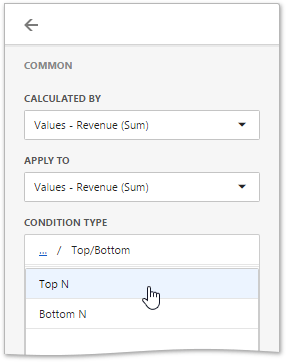 COMMON
CALCULATED BY
Values - Revenue (Sum)
APPLY TO
Values - Revenue (Sum)
CONDITION TYPE
... / Top/Bottom
Top N
Bottom N